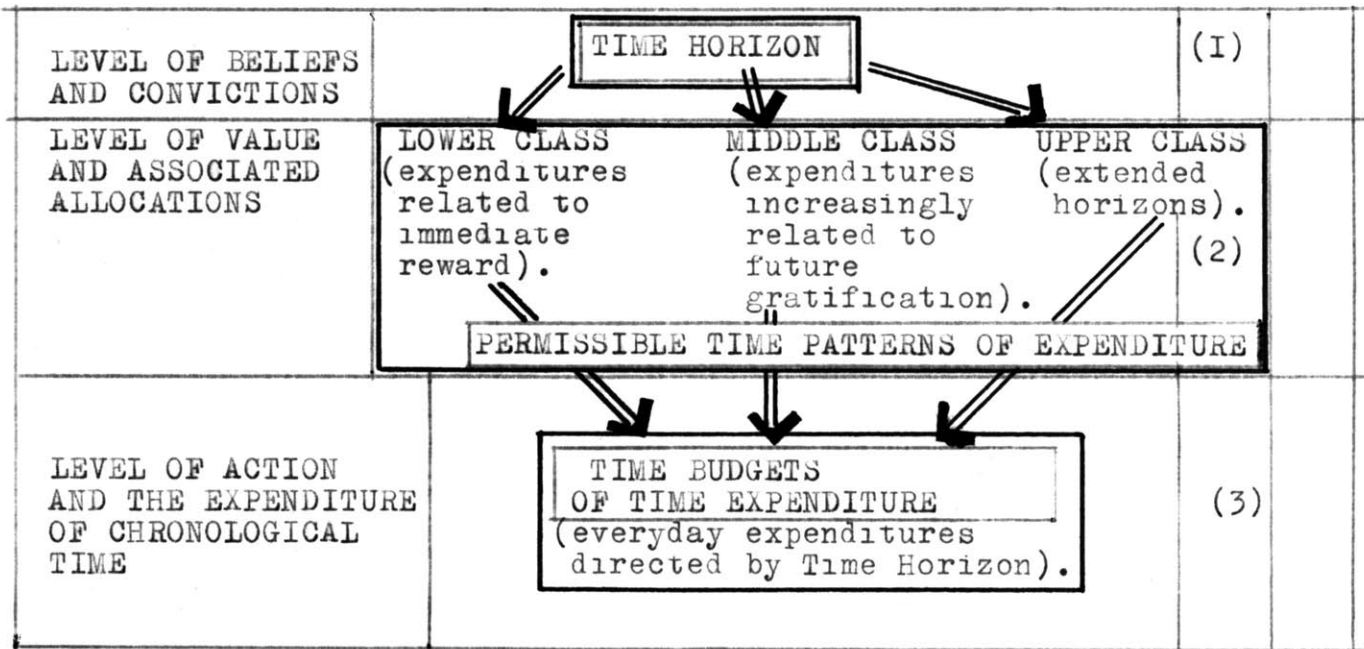 TIME HORIZON
(I)
LEVEL OF BELIEFS
AND CONVICTIONS
LEVEL OF VALUE
AND ASSOCIATED
ALLOCATIONS
LOWER CLASS
(expenditures
related to
immediate
reward).
MIDDLE CLASS
(expenditures
increasingly
related to
future
gratification).
UPPER CLASS
(extended
horizons).
(2)
PERMISSIBLE TIME PATTERNS OF EXPENDITURE
LEVEL OF ACTION
AND THE EXPENDITURE
OF CHRONOLOGICAL
TIME
TIME BUDGETS
OF TIME EXPENDITURE
(everyday expenditures
directed by Time Horizon).
(3)